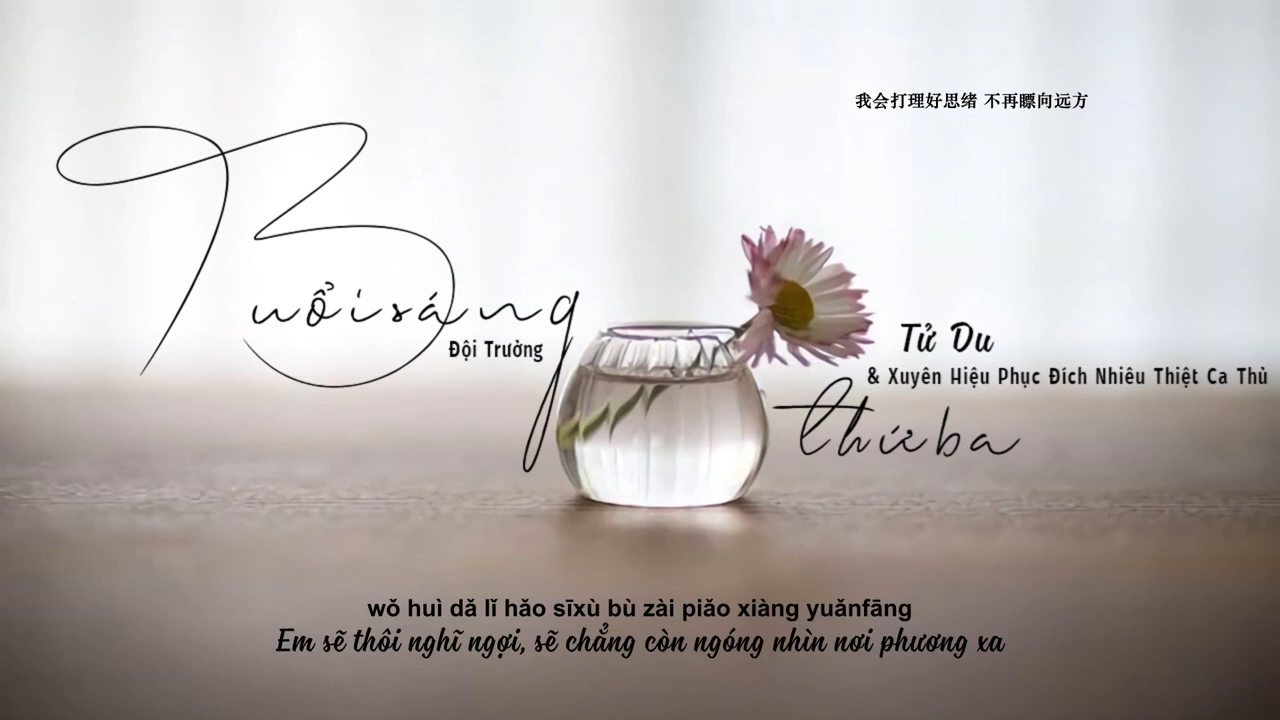 我会打理好思绪 不再瞟向远方
Tuổi sáng
Đội Trưởng
Tử Du
& Xuyên Hiệu Phục Đích Nhiêu Thiệt Ca Thủ
thứ ba
wǒ huì dǎ lǐ hǎo sīxù bù zài piǎo xiàng yuǎnfāng
Em sẽ thôi nghĩ ngợi, sẽ chẳng còn ngóng nhìn nơi phương xa